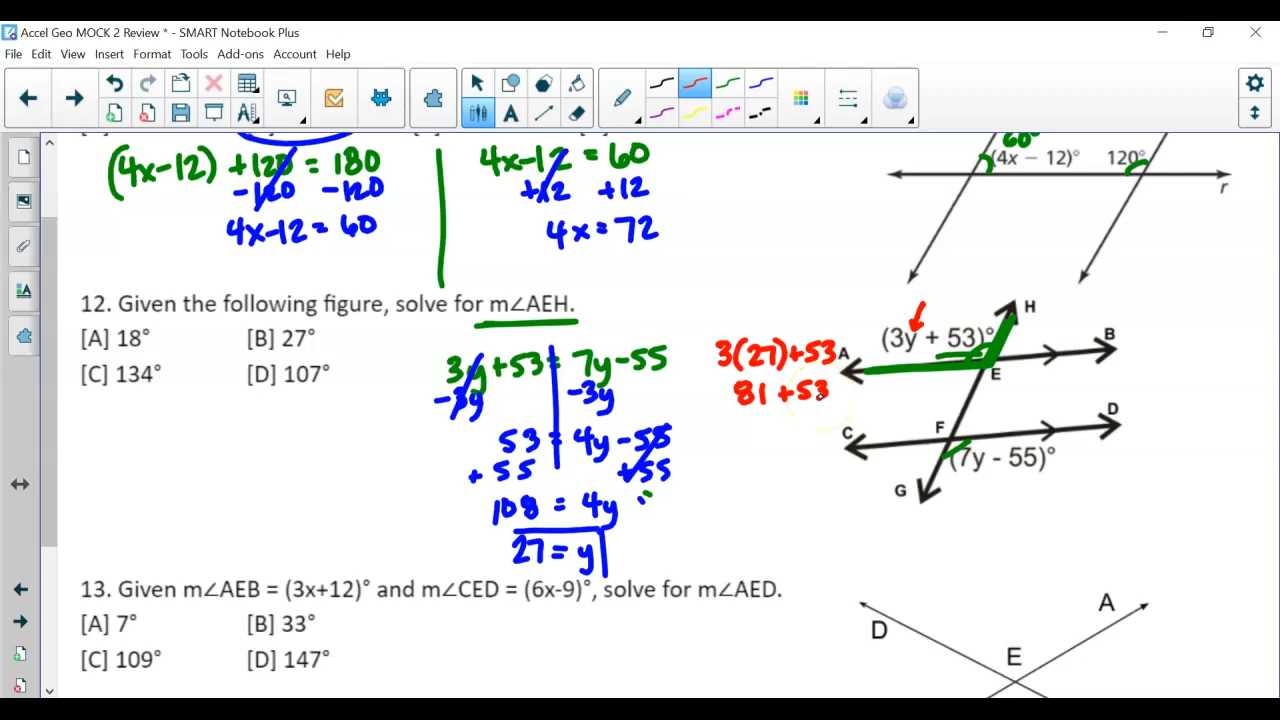 Accel Geo MOCK 2 Review * - SMART Notebook Plus
File Edit View Insert Format Tools Add-ons Account Help
(4x-12) +120 = 180
-120 -120
4x-12 = 60
4x-12 = 60
+12 +12
4x = 72
60°
(4x − 12)° 120°
r
12. Given the following figure, solve for m∠AEH.
[A] 18° [B] 27°
[C] 134° [D] 107°
3y +53 = 7y -55
-3y -3y
53 = 4y -55
+ 55 +55
108 = 4y
27 = y
3(27)+53
81 +53
H
(3y + 53)°
B
A
E
D
C
F
(7y - 55)°
G
13. Given m∠AEB = (3x+12)° and m∠CED = (6x-9)°, solve for m∠AED.
[A] 7° [B] 33°
[C] 109° [D] 147°
A
D
E